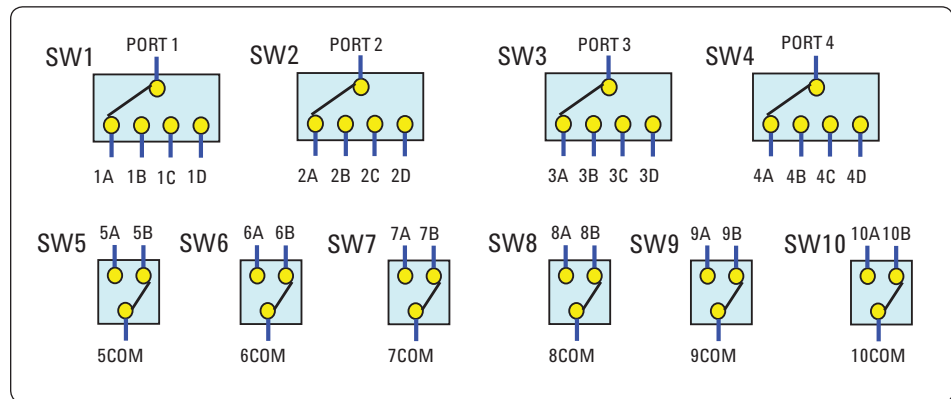 SW1 PORT 1 SW2 PORT 2 SW3 PORT 3 SW4 PORT 4
1A 1B 1C 1D 2A 2B 2C 2D 3A 3B 3C 3D 4A 4B 4C 4D
SW5 5A 5B SW6 6A 6B SW7 7A 7B SW8 8A 8B SW9 9A 9B SW10 10A 10B
5COM 6COM 7COM 8COM 9COM 10COM